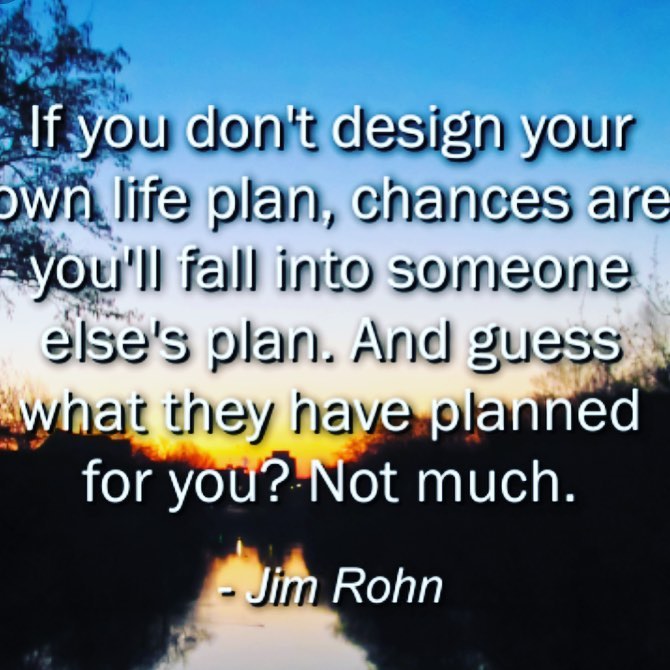 If you don't design your
own life plan, chances are
you'll fall into someone
else's plan. And guess
what they have planned
for you? Not much.
- Jim Rohn